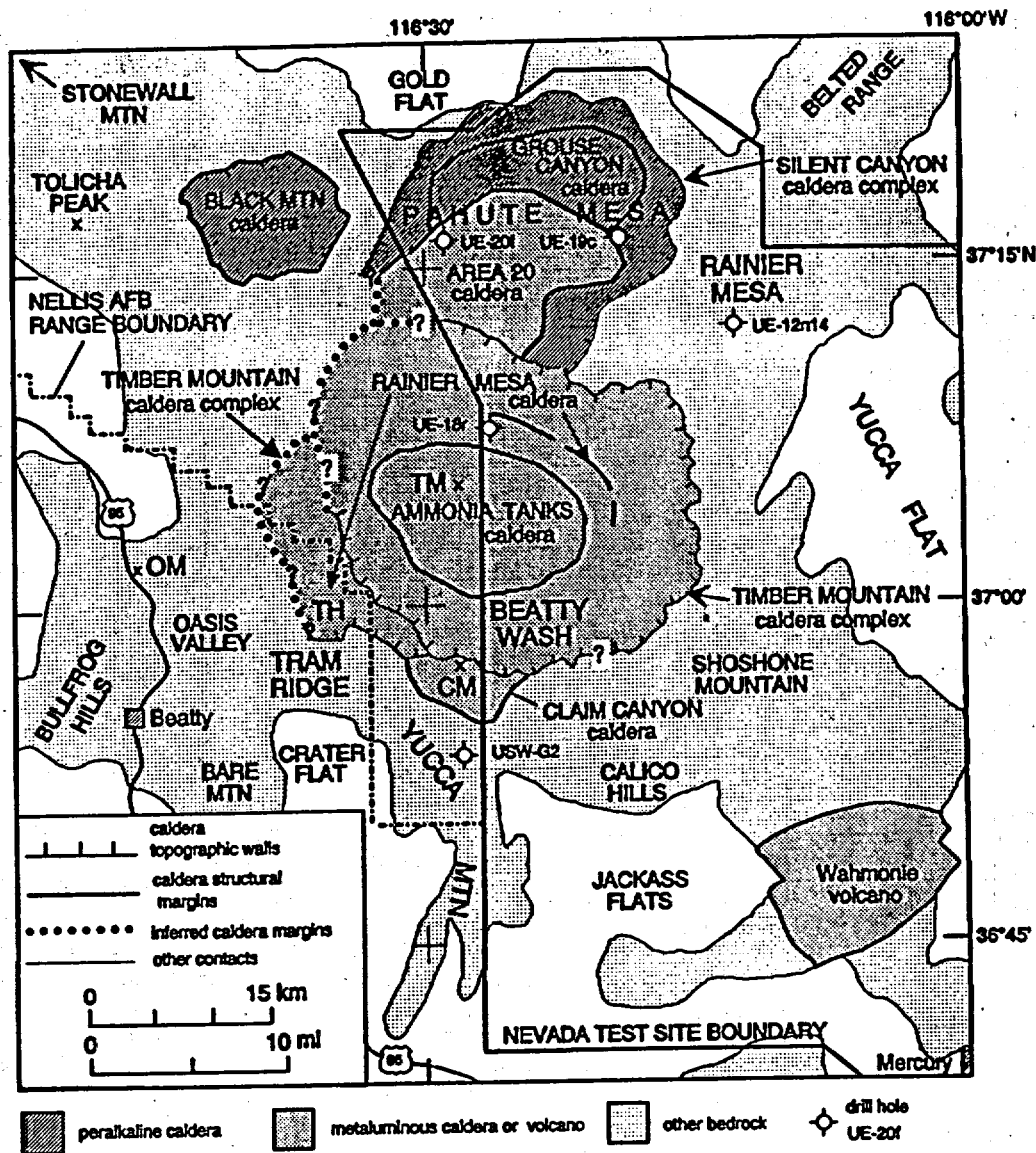 116°30'
116°00'W
STONEWALL
MTN
GOLD
FLAT
BELTED
RANGE
TOLICHA
PEAK
x
BLACK MTN
caldera
GROUSE
CANYON
caldera
SILENT CANYON
caldera complex
PAHUTE MESA
UE-20f
UE-19c
AREA 20
caldera
RAINIER
MESA
37°15'N
NELLIS AFB
RANGE BOUNDARY
?
UE-12n14
TIMBER MOUNTAIN
caldera complex
RAINIER MESA
caldera
?
UE-18r
YUCCA
FLAT
?
?
95
TM x
AMMONIA TANKS
caldera
xOM
OASIS
VALLEY
TH
BEATTY
WASH
TIMBER MOUNTAIN
caldera complex
37°00'
TRAM
RIDGE
?
x
CM
SHOSHONE
MOUNTAIN
BULLFROG
HILLS
Beatty
CLAIM CANYON
caldera
CRATER
FLAT
YUCCA
MTN
USW-G2
BARE
MTN
CALICO
HILLS
caldera
topographic walls
caldera structural
margins
inferred caldera margins
other contacts
JACKASS
FLATS
Wahmonie
volcano
36°45'
0 15 km
0 10 mi
95
NEVADA TEST SITE BOUNDARY
Mercury
peralkaline caldera
metaluminous caldera or volcano
other bedrock
drill hole
UE-20f